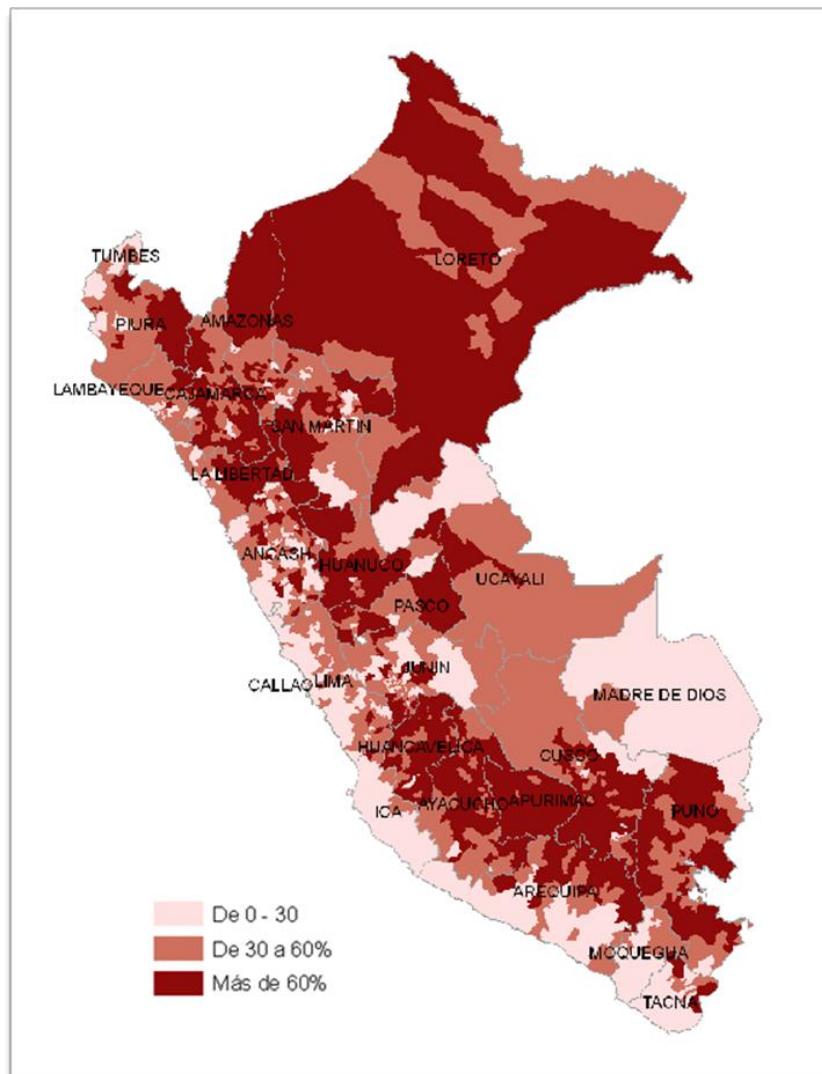 TUMBES
LORETO
PIURA
AMAZONAS
LAMBAYEQUE
CAJAMARCA
SAN MARTIN
LA LIBERTAD
ANCASH
HUANUCO
UCAYALI
PASCO
JUNIN
CALLAO
LIMA
MADRE DE DIOS
HUANCAVELICA
CUSCO
ICA
AYACUCHO
APURIMAC
PUNO
AREQUIPA
MOQUEGUA
TACNA
De 0 - 30
De 30 a 60%
Más de 60%